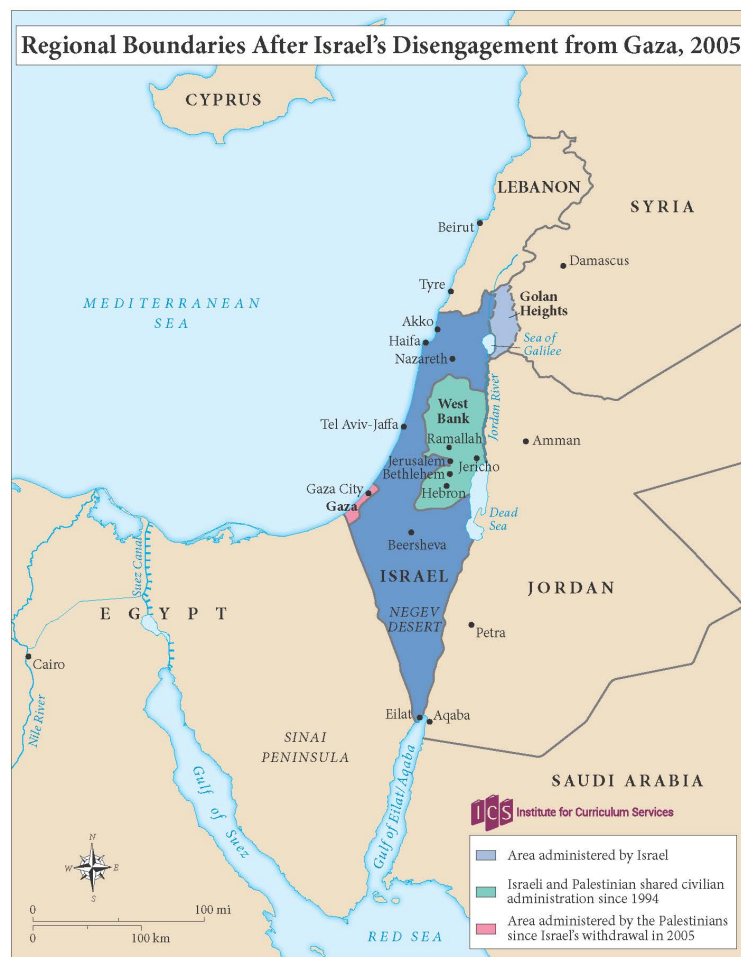 Regional Boundaries After Israel's Disengagement from Gaza, 2005
CYPRUS
LEBANON
SYRIA
Beirut
Damascus
Tyre
MEDITERRANEAN
SEA
Golan
Heights
Akko
Haifa
Sea of
Galilee
Nazareth
Jordan River
West
Bank
Tel Aviv-Jaffa
Ramallah
Amman
Jerusalem
Jericho
Bethlehem
Gaza City
Hebron
Gaza
Dead
Sea
Beersheva
Suez Canal
ISRAEL
JORDAN
EGYPT
NEGEV
DESERT
Petra
Cairo
Nile River
Eilat
Aqaba
SINAI
PENINSULA
Gulf of Suez
Gulf of Eilat/Aqaba
SAUDI ARABIA
ICS Institute for Curriculum Services
N
W E
S
Area administered by Israel
Israeli and Palestinian shared civilian
administration since 1994
Area administered by the Palestinians
since Israel's withdrawal in 2005
0 100 mi
0 100 km
RED SEA